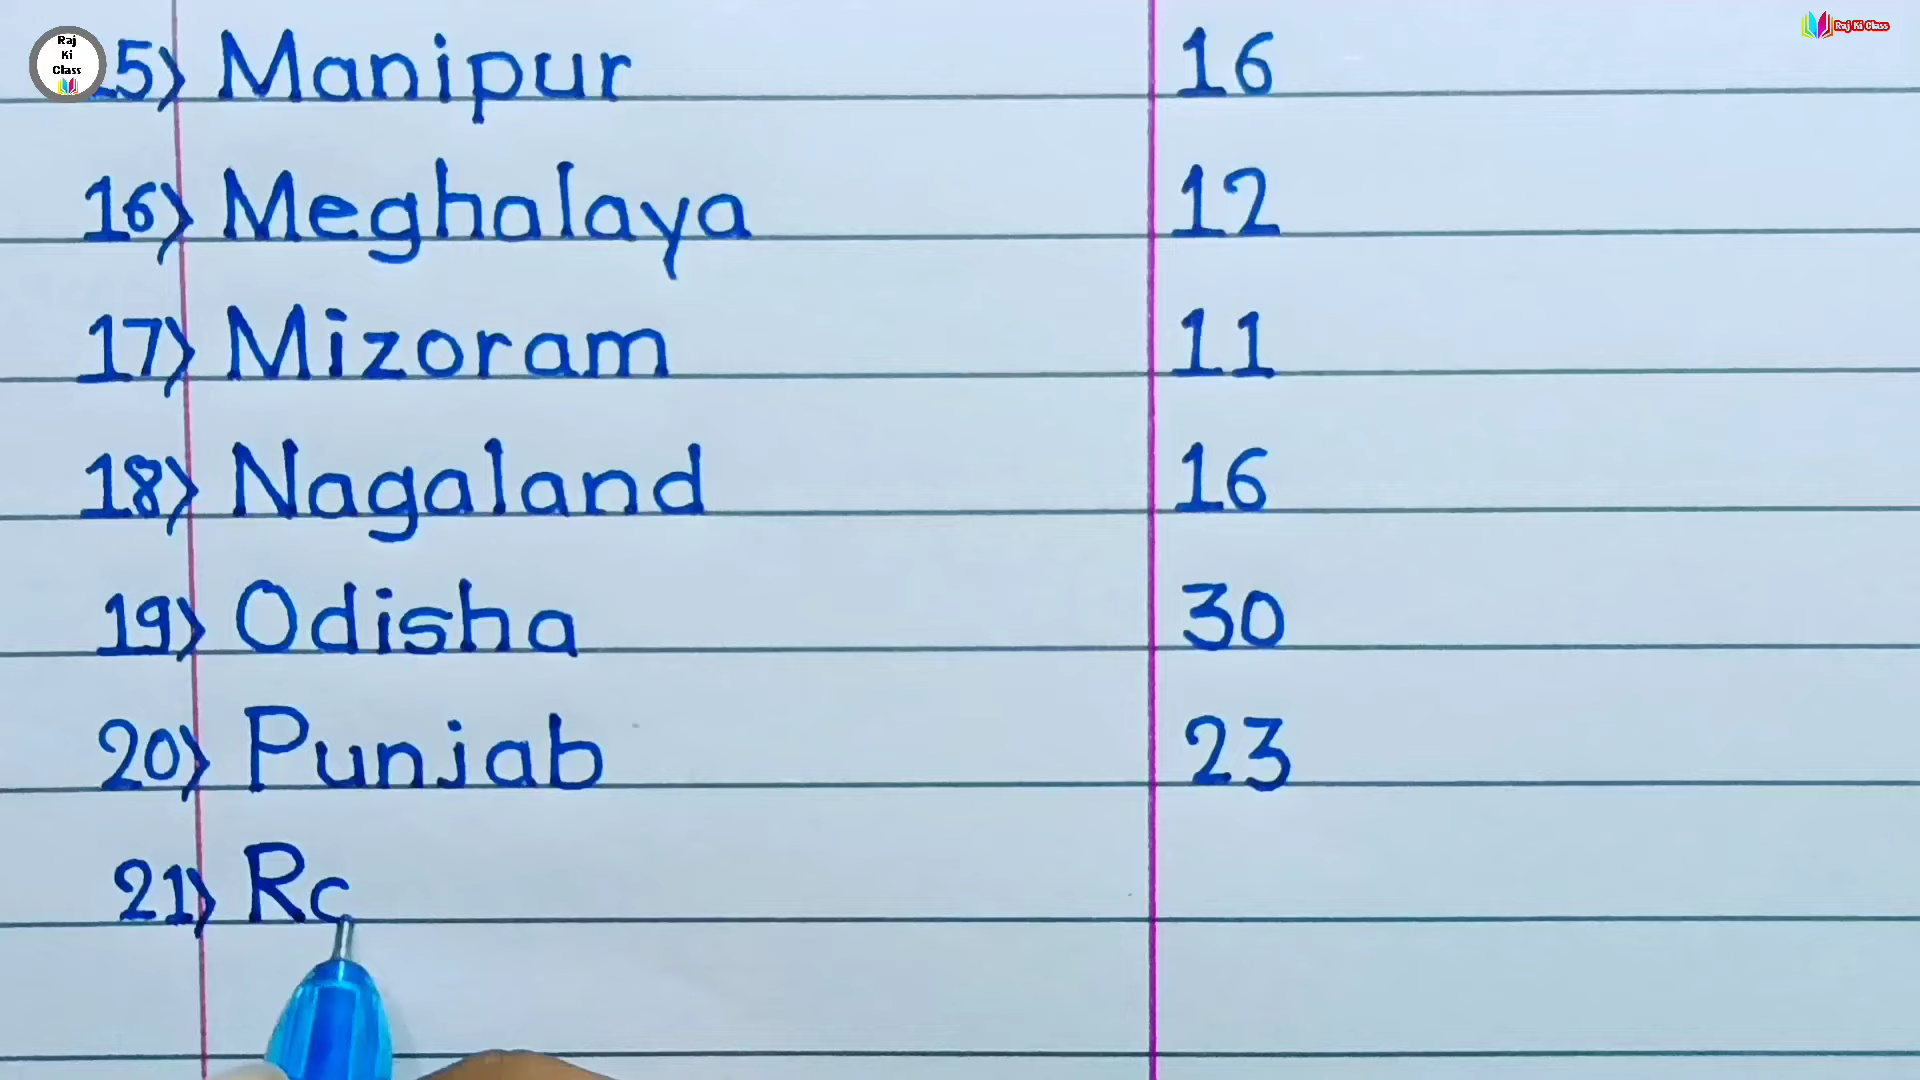 Raj
Ki
Class
Raj Ki Class
15) Manipur 16
16) Meghalaya 12
17) Mizoram 11
18) Nagaland 16
19) Odisha 30
20) Punjab 23
21) Ra